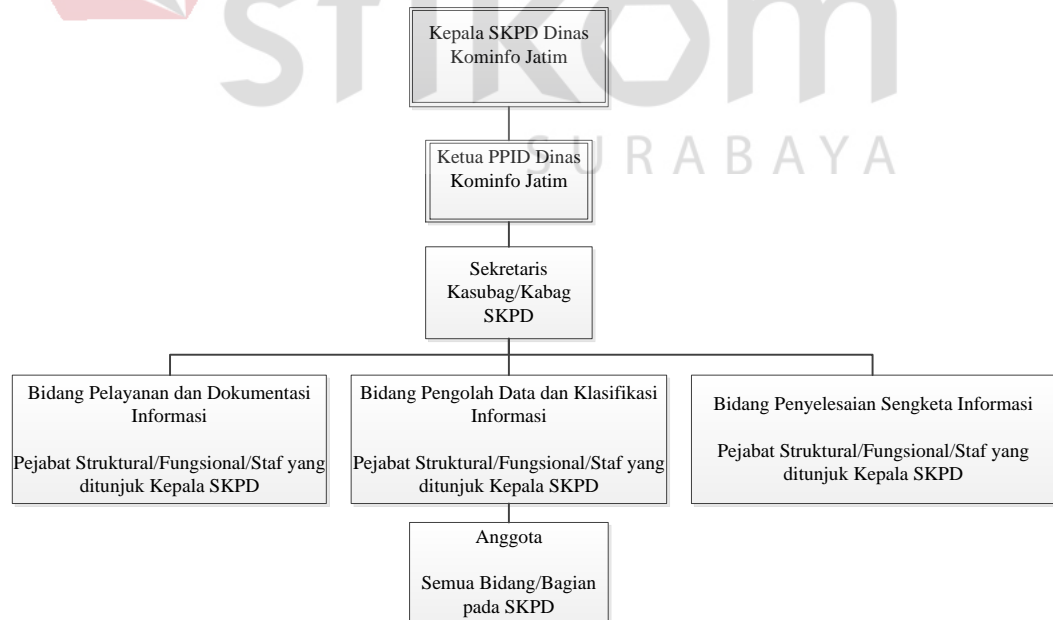 STIKOM
SURABAYA
Kepala SKPD Dinas
Kominfo Jatim
Ketua PPID Dinas
Kominfo Jatim
Sekretaris
Kasubag/Kabag
SKPD
Bidang Pelayanan dan Dokumentasi
Informasi
Pejabat Struktural/Fungsional/Staf yang
ditunjuk Kepala SKPD
Bidang Pengolah Data dan Klasifikasi
Informasi
Pejabat Struktural/Fungsional/Staf yang
ditunjuk Kepala SKPD
Bidang Penyelesaian Sengketa Informasi
Pejabat Struktural/Fungsional/Staf yang
ditunjuk Kepala SKPD
Anggota
Semua Bidang/Bagian
pada SKPD